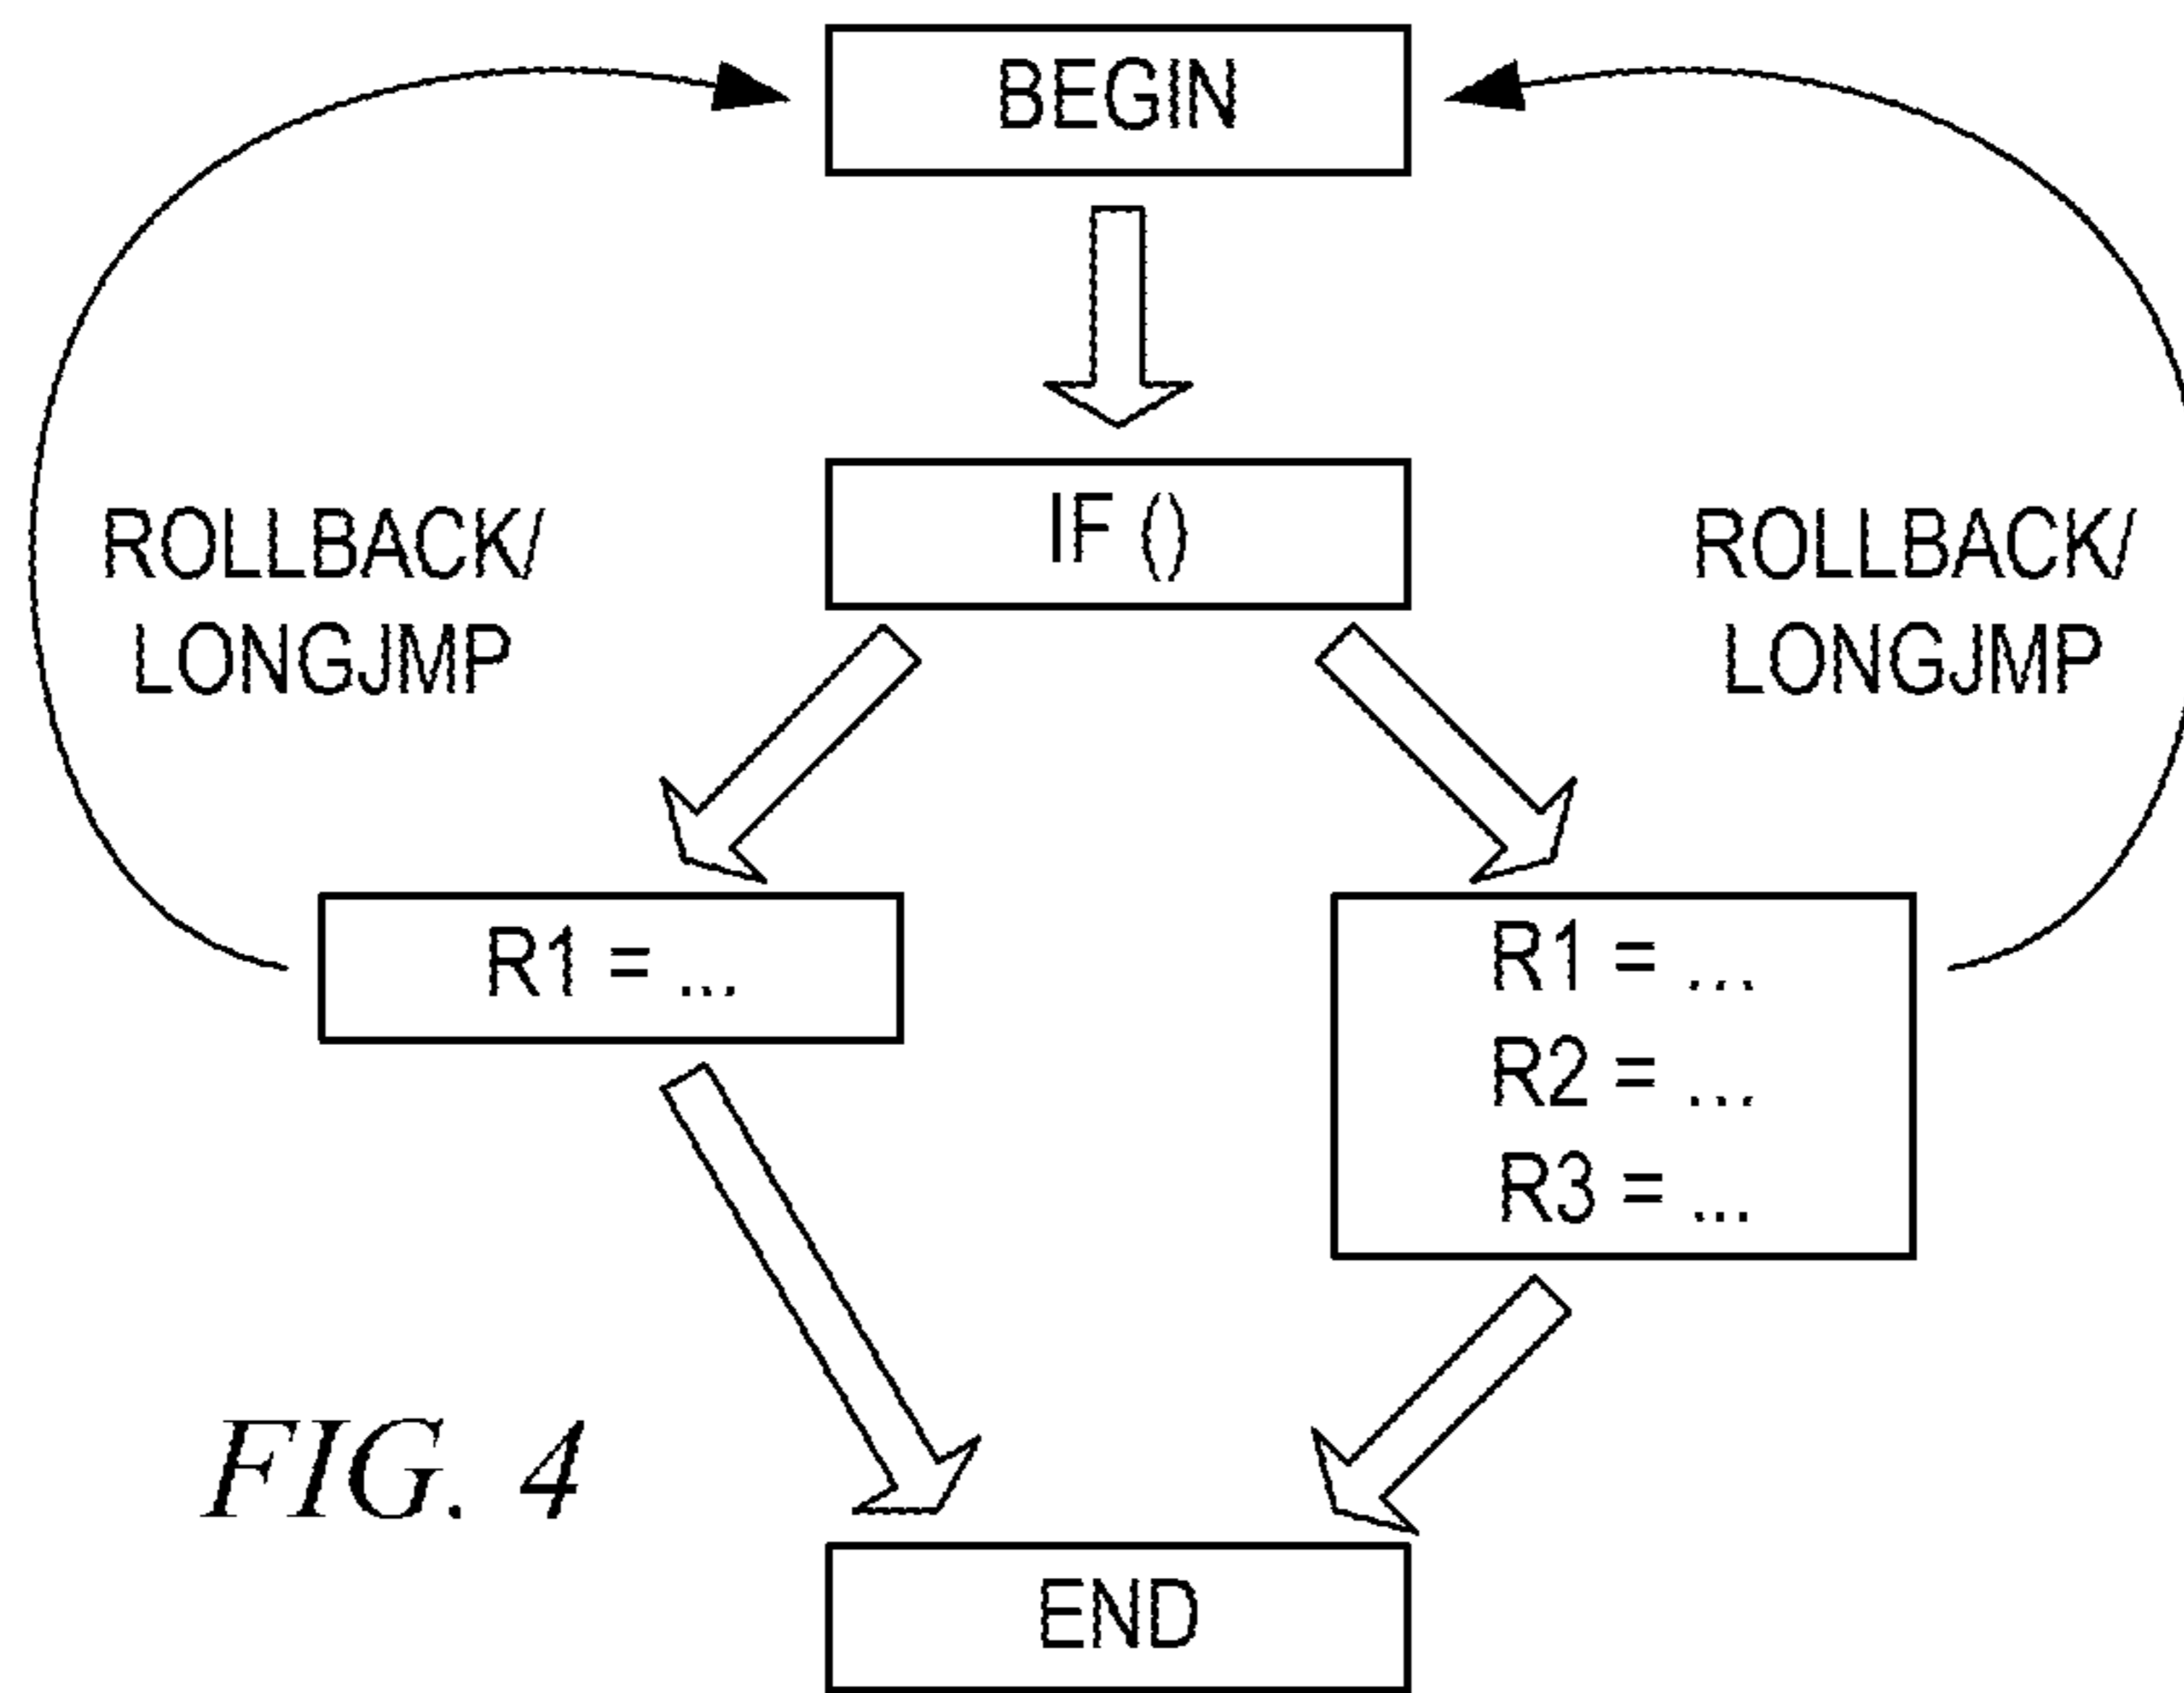 BEGIN
IF ()
ROLLBACK/
LONGJMP
ROLLBACK/
LONGJMP
R1 = ...
R1 = ...
R2 = ...
R3 = ...
FIG. 4
END